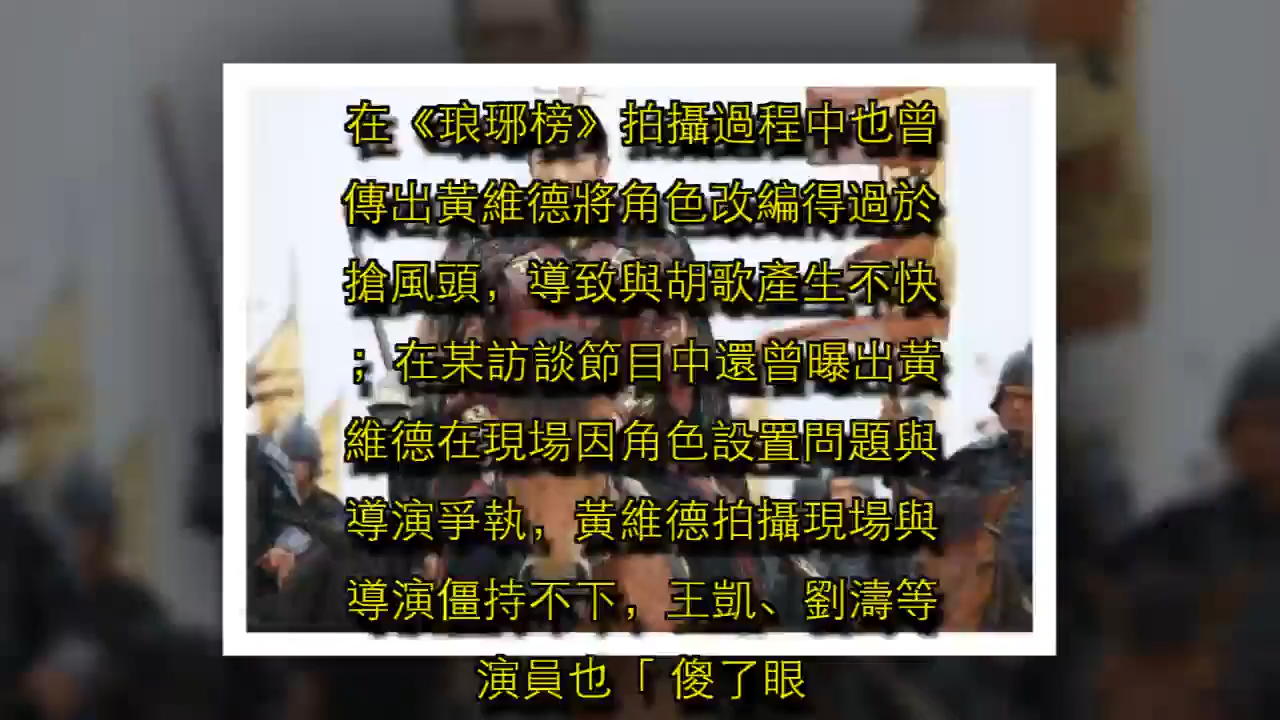 在《琅琊榜》拍攝過程中也曾
傳出黃維德將角色改編得過於
搶風頭，導致與胡歌產生不快
；在某訪談節目中還曾曝出黃
維德在現場因角色設置問題與
導演爭執，黃維德拍攝現場與
導演僵持不下，王凱、劉濤等
演員也「傻了眼